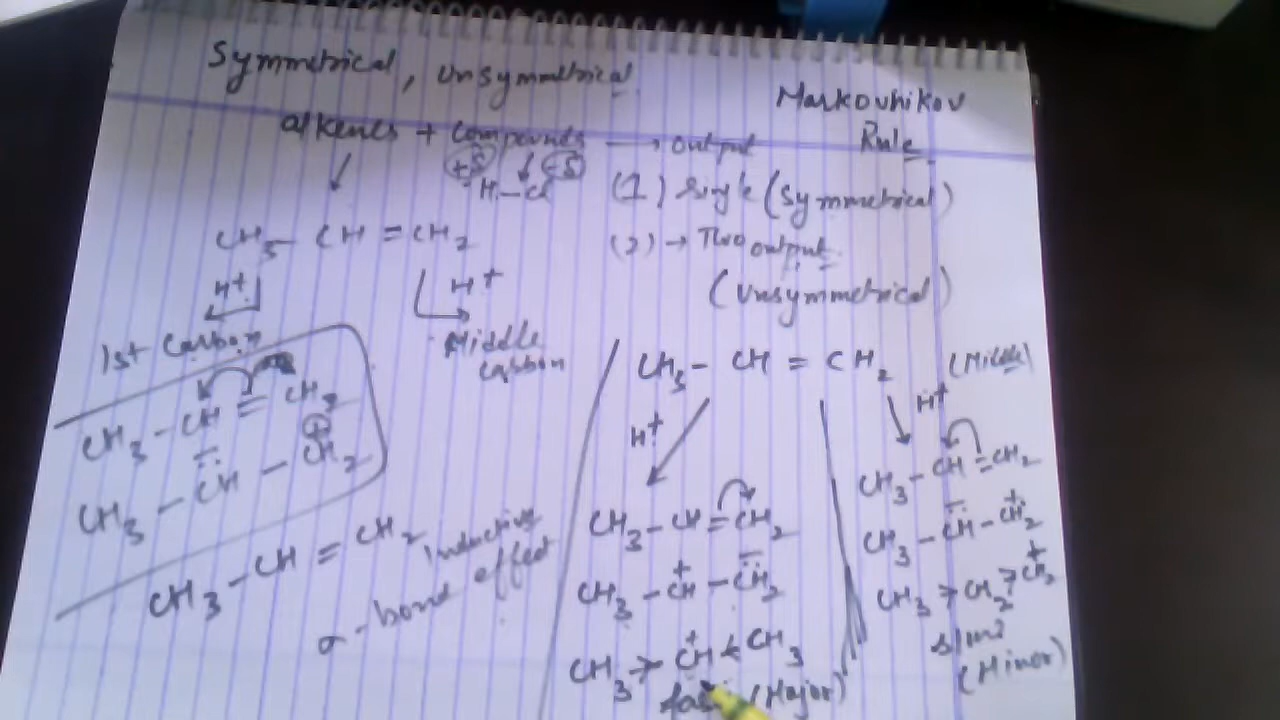 Symmetrical, Unsymmetrical
alkenes + compounds → output
+δ -δ
H-Cl
CH3- CH = CH2
H+ H+
1st Carbon
Middle
carbon
CH3 - CH = CH2
CH3 - CH - CH2
CH3 - CH = CH2
Inductive
σ-bond effect
Markovnikov
Rule
(1) Single (Symmetrical)
(2) → Two output
(Unsymmetrical)
CH3- CH = CH2 (Middle)
H+
CH3-CH=CH2
CH3-CH-CH2
+
CH3 CH CH3
(Major)
H+
CH3-CH=CH2
CH3-CH-CH2
CH3 CH2 CH2
(Minor)